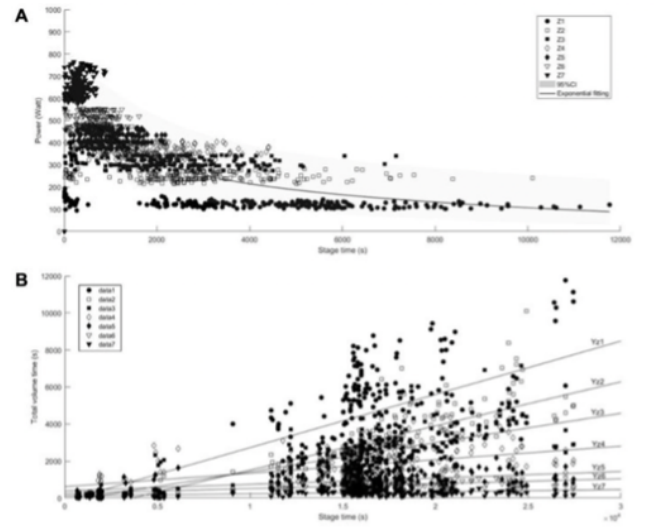 A
1000
900
800
700
600
500
400
300
200
100
0
Power (Watt)
0
2000
4000
6000
8000
10000
12000
Stage time (s)
Z1
Z2
Z3
Z4
Z5
Z6
Z7
95%CI
Exponential fitting
B
12000
10000
8000
6000
4000
2000
0
Total volume time (s)
data1
data2
data3
data4
data5
data6
data7
Yz1
Yz2
Yz3
Yz4
Yz5
Yz6
Yz7
0
0.5
1
1.5
2
2.5
3
Stage time (s)
×10⁴